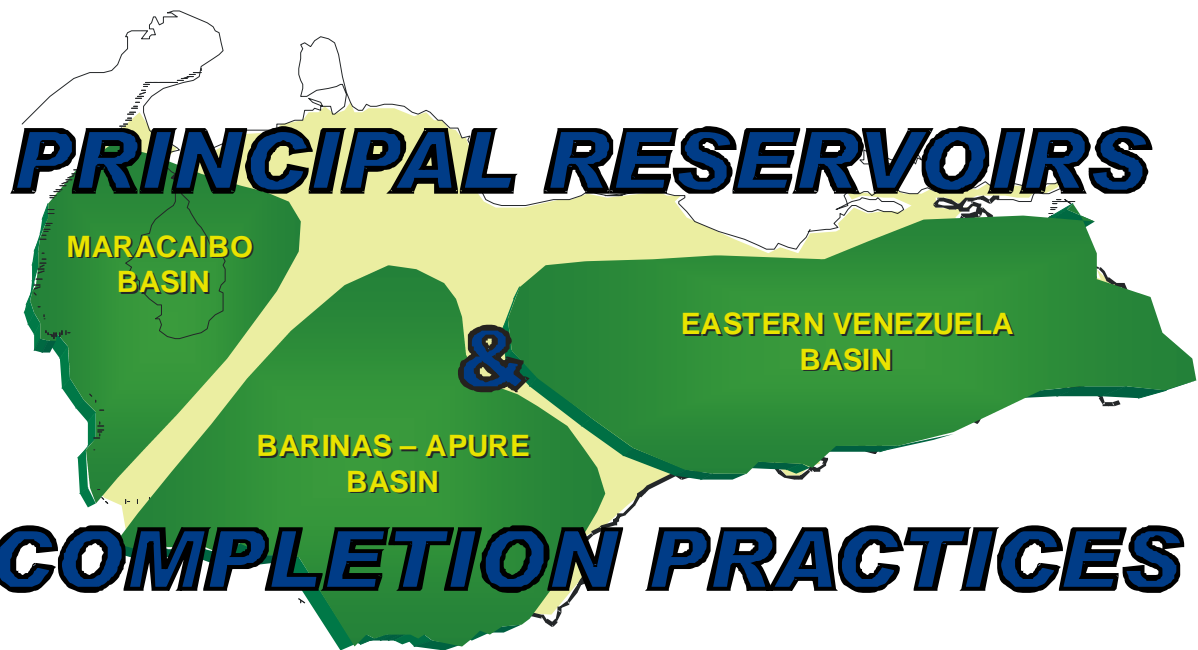 PRINCIPAL RESERVOIRS
MARACAIBO
BASIN
EASTERN VENEZUELA
BASIN
&
BARINAS – APURE
BASIN
COMPLETION PRACTICES